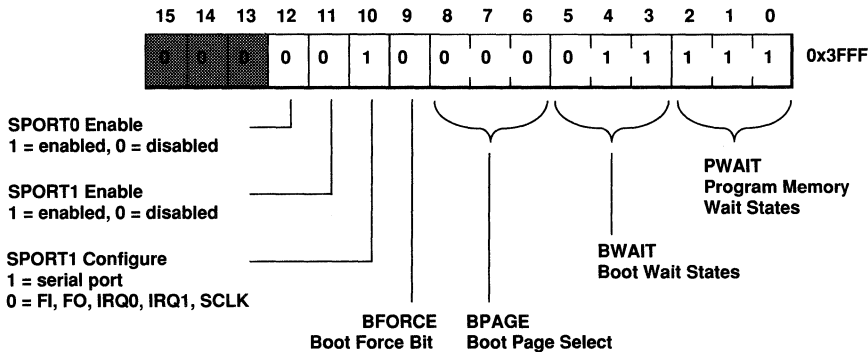 15 14 13 12 11 10 9 8 7 6 5 4 3 2 1 0
0 0 0 0 0 1 0 0 0 0 0 1 1 1 1 1 0x3FFF
SPORT0 Enable
1 = enabled, 0 = disabled
SPORT1 Enable
1 = enabled, 0 = disabled
SPORT1 Configure
1 = serial port
0 = FI, FO, IRQ0, IRQ1, SCLK
BFORCE
Boot Force Bit
BPAGE
Boot Page Select
BWAIT
Boot Wait States
PWAIT
Program Memory
Wait States